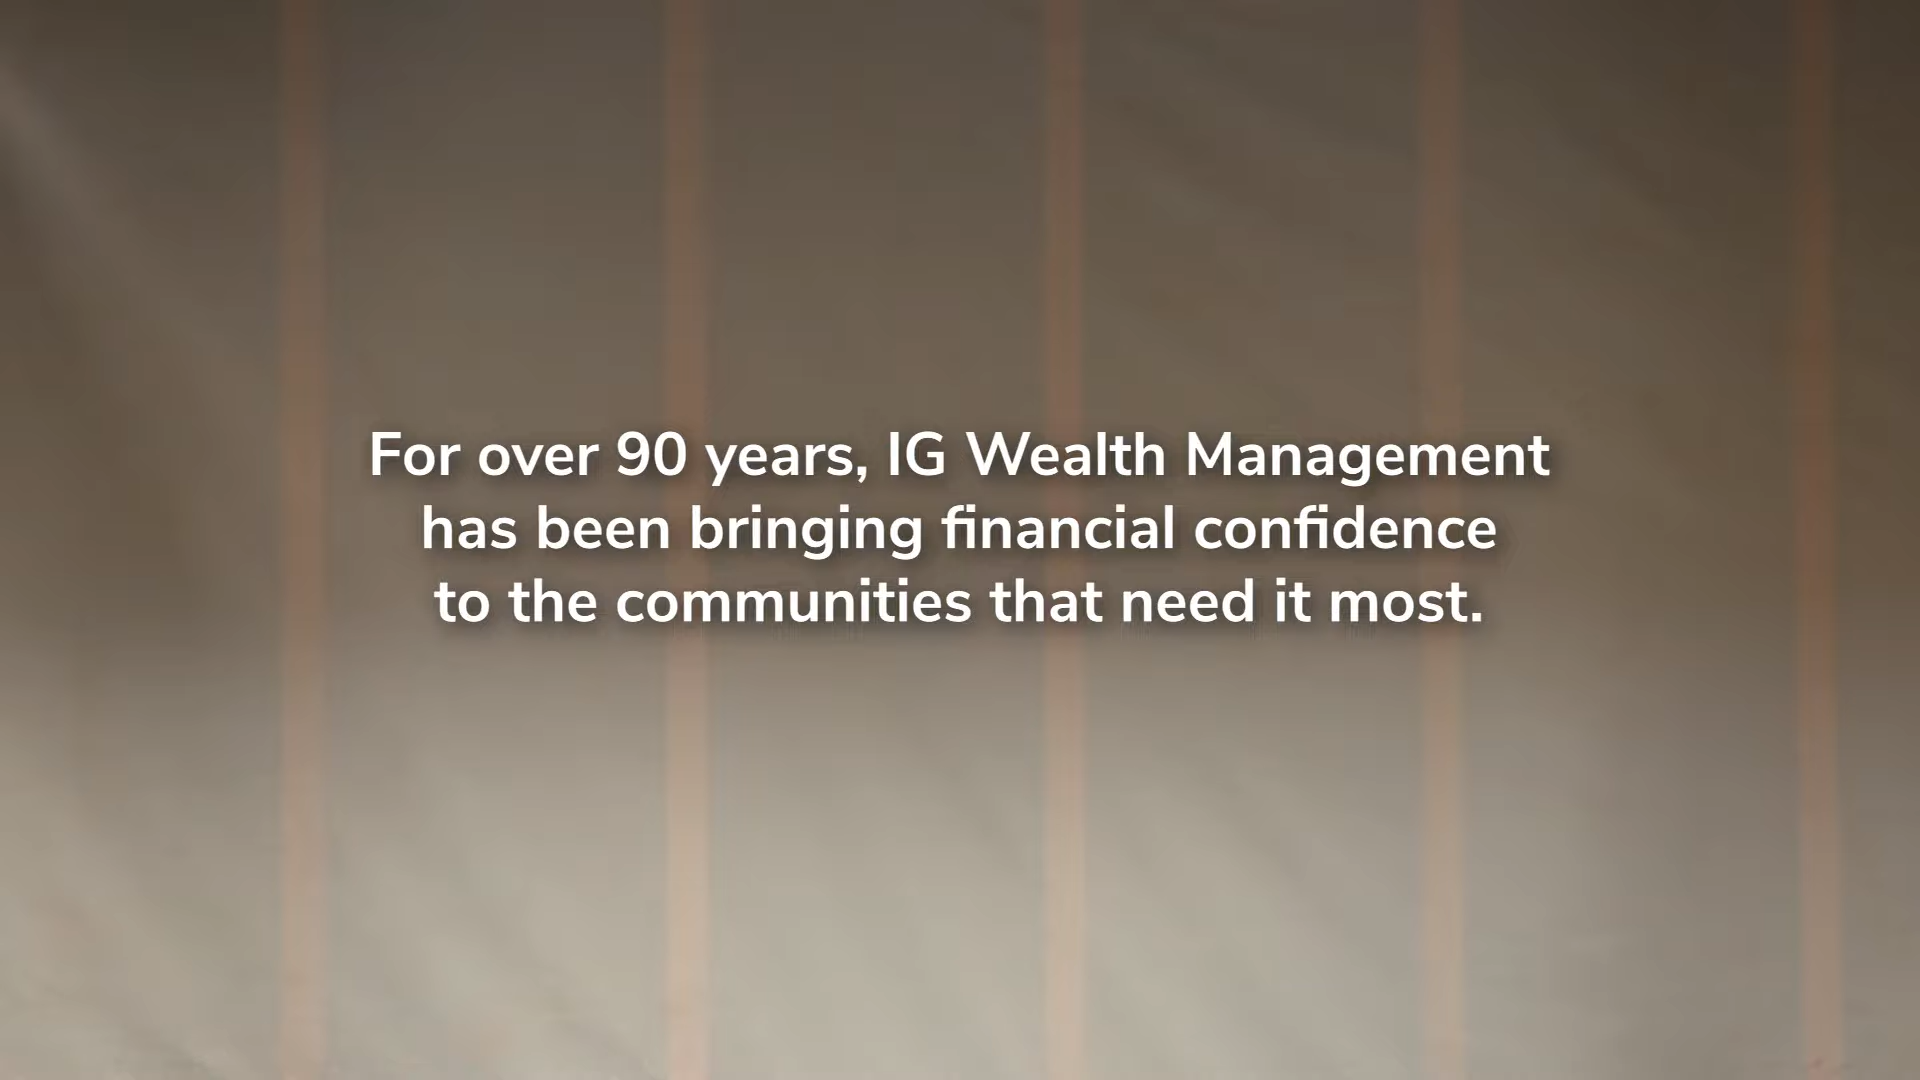 For over 90 years, IG Wealth Management
has been bringing financial confidence
to the communities that need it most.